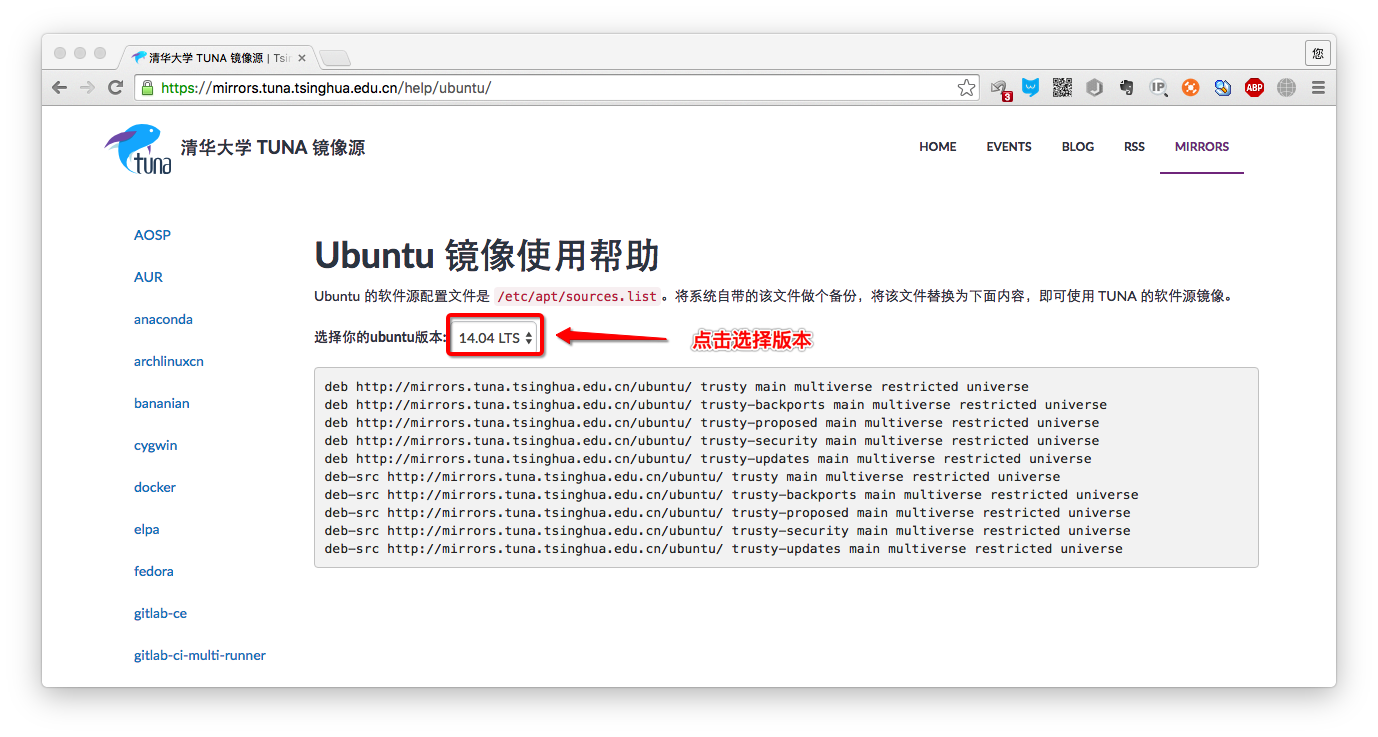 清华大学 TUNA 镜像源 | Tsi
您
https://mirrors.tuna.tsinghua.edu.cn/help/ubuntu/
3
IP
ABP
tuna
清华大学 TUNA 镜像源
HOME EVENTS BLOG RSS MIRRORS
AOSP
AUR
anaconda
archlinuxcn
bananian
cygwin
docker
elpa
fedora
gitlab-ce
gitlab-ci-multi-runner
Ubuntu 镜像使用帮助
Ubuntu 的软件源配置文件是 /etc/apt/sources.list。将系统自带的该文件做个备份，将该文件替换为下面内容，即可使用 TUNA 的软件源镜像。
选择你的ubuntu版本: 14.04 LTS
点击选择版本
deb http://mirrors.tuna.tsinghua.edu.cn/ubuntu/ trusty main multiverse restricted universe
deb http://mirrors.tuna.tsinghua.edu.cn/ubuntu/ trusty-backports main multiverse restricted universe
deb http://mirrors.tuna.tsinghua.edu.cn/ubuntu/ trusty-proposed main multiverse restricted universe
deb http://mirrors.tuna.tsinghua.edu.cn/ubuntu/ trusty-security main multiverse restricted universe
deb http://mirrors.tuna.tsinghua.edu.cn/ubuntu/ trusty-updates main multiverse restricted universe
deb-src http://mirrors.tuna.tsinghua.edu.cn/ubuntu/ trusty main multiverse restricted universe
deb-src http://mirrors.tuna.tsinghua.edu.cn/ubuntu/ trusty-backports main multiverse restricted universe
deb-src http://mirrors.tuna.tsinghua.edu.cn/ubuntu/ trusty-proposed main multiverse restricted universe
deb-src http://mirrors.tuna.tsinghua.edu.cn/ubuntu/ trusty-security main multiverse restricted universe
deb-src http://mirrors.tuna.tsinghua.edu.cn/ubuntu/ trusty-updates main multiverse restricted universe